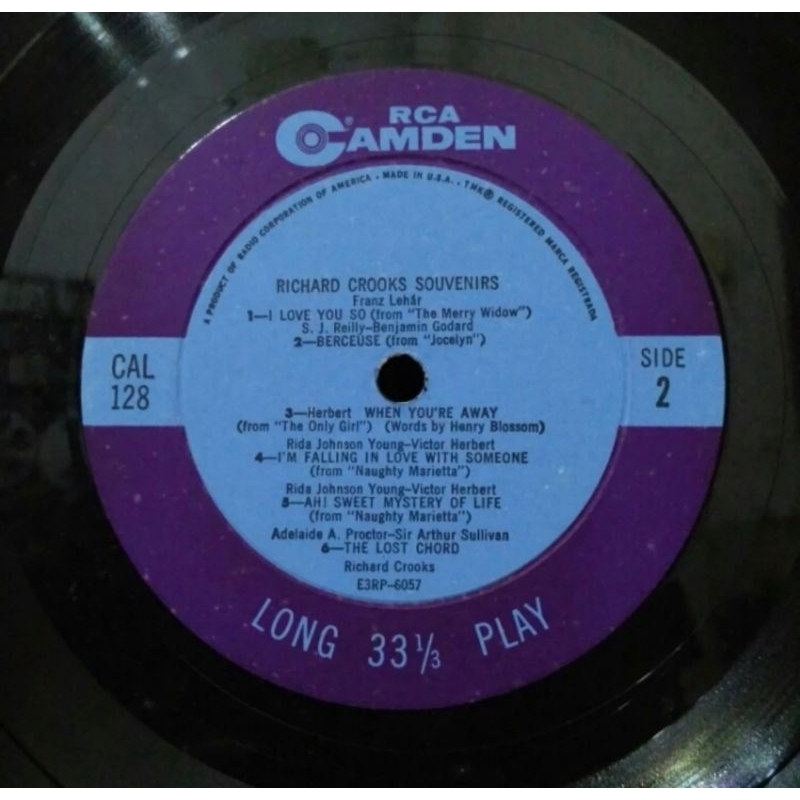 RCA
CAMDEN
A PRODUCT OF RADIO CORPORATION OF AMERICA · MADE IN U.S.A. · TMK® REGISTERED MARCA REGISTRADA
RICHARD CROOKS SOUVENIRS
Franz Lehár
1—I LOVE YOU SO (from "The Merry Widow")
S. J. Reilly–Benjamin Godard
2—BERCEUSE (from "Jocelyn")
CAL
128
SIDE
2
3—Herbert WHEN YOU'RE AWAY
(from "The Only Girl") (Words by Henry Blossom)
Rida Johnson Young–Victor Herbert
4—I'M FALLING IN LOVE WITH SOMEONE
(from "Naughty Marietta")
Rida Johnson Young–Victor Herbert
5—AH! SWEET MYSTERY OF LIFE
(from "Naughty Marietta")
Adelaide A. Proctor–Sir Arthur Sullivan
6—THE LOST CHORD
Richard Crooks
E3RP–6057
LONG 33⅓ PLAY